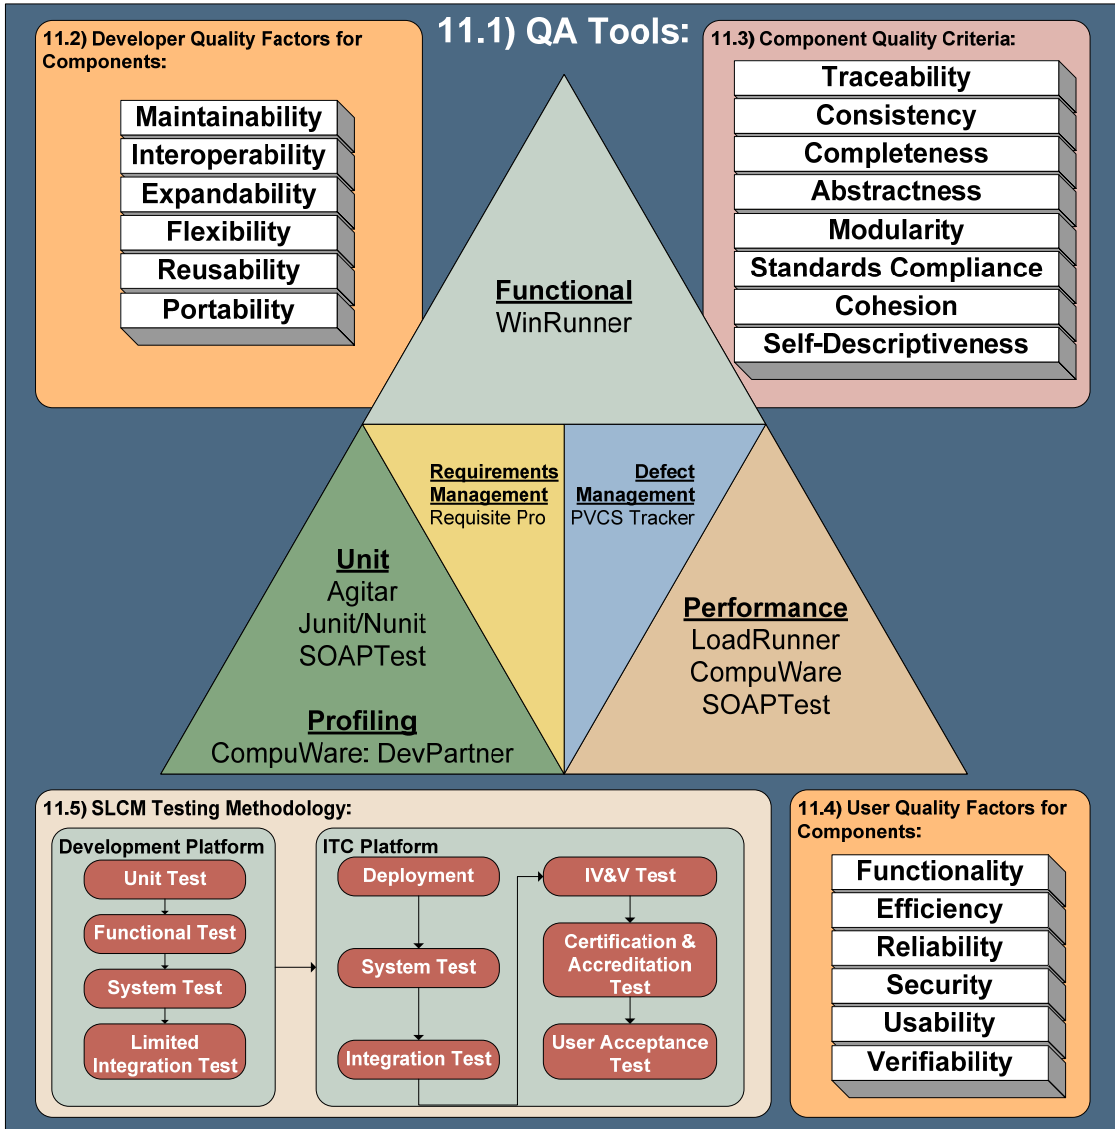 11.1) QA Tools:
11.2) Developer Quality Factors for
Components:
Maintainability
Interoperability
Expandability
Flexibility
Reusability
Portability
11.3) Component Quality Criteria:
Traceability
Consistency
Completeness
Abstractness
Modularity
Standards Compliance
Cohesion
Self-Descriptiveness
Functional
WinRunner
Requirements
Management
Requisite Pro
Defect
Management
PVCS Tracker
Unit
Agitar
Junit/Nunit
SOAPTest
Profiling
CompuWare: DevPartner
Performance
LoadRunner
CompuWare
SOAPTest
11.5) SLCM Testing Methodology:
Development Platform
Unit Test
Functional Test
System Test
Limited
Integration Test
ITC Platform
Deployment
System Test
Integration Test
IV&V Test
Certification &
Accreditation
Test
User Acceptance
Test
11.4) User Quality Factors for
Components:
Functionality
Efficiency
Reliability
Security
Usability
Verifiability